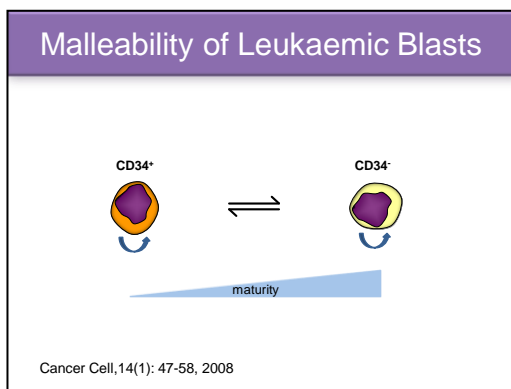 Malleability of Leukaemic Blasts
CD34⁺ CD34⁻
maturity
Cancer Cell,14(1): 47-58, 2008